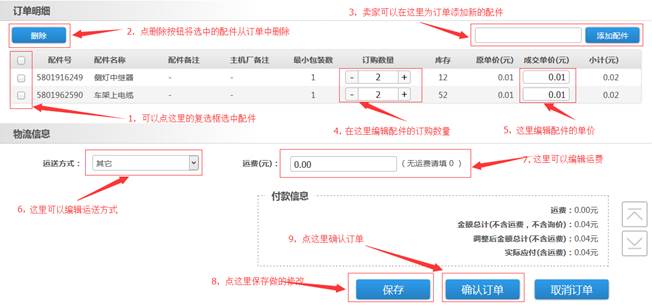 订单明细
3、卖家可以在这里为订单添加新的配件
删除
2、点删除按钮将选中的配件从订单中删除
添加配件
配件号 配件名称 配件备注 主机厂备注 最小包装数 订购数量 库存 原单价(元) 成交单价(元) 小计(元)
5801916249 侧灯中继器 - - 1 - 2 + 12 0.01 0.01 0.02
5801962590 车架上电缆 - - 1 - 2 + 52 0.01 0.01 0.02
1、可以点这里的复选框选中配件
4、在这里编辑配件的订购数量
5、这里编辑配件的单价
物流信息
运送方式： 其它 运费(元)： 0.00 ( 无运费请填 0 )
7、这里可以编辑运费
6、这里可以编辑运送方式
付款信息
运费：0.00元
金额总计(不含运费，不含询价)：0.04元
调整后金额总计(不含运费)：0.04元
实际应付(含运费)：0.04元
9、点这里确认订单
8、点这里保存做的修改
保存 确认订单 取消订单